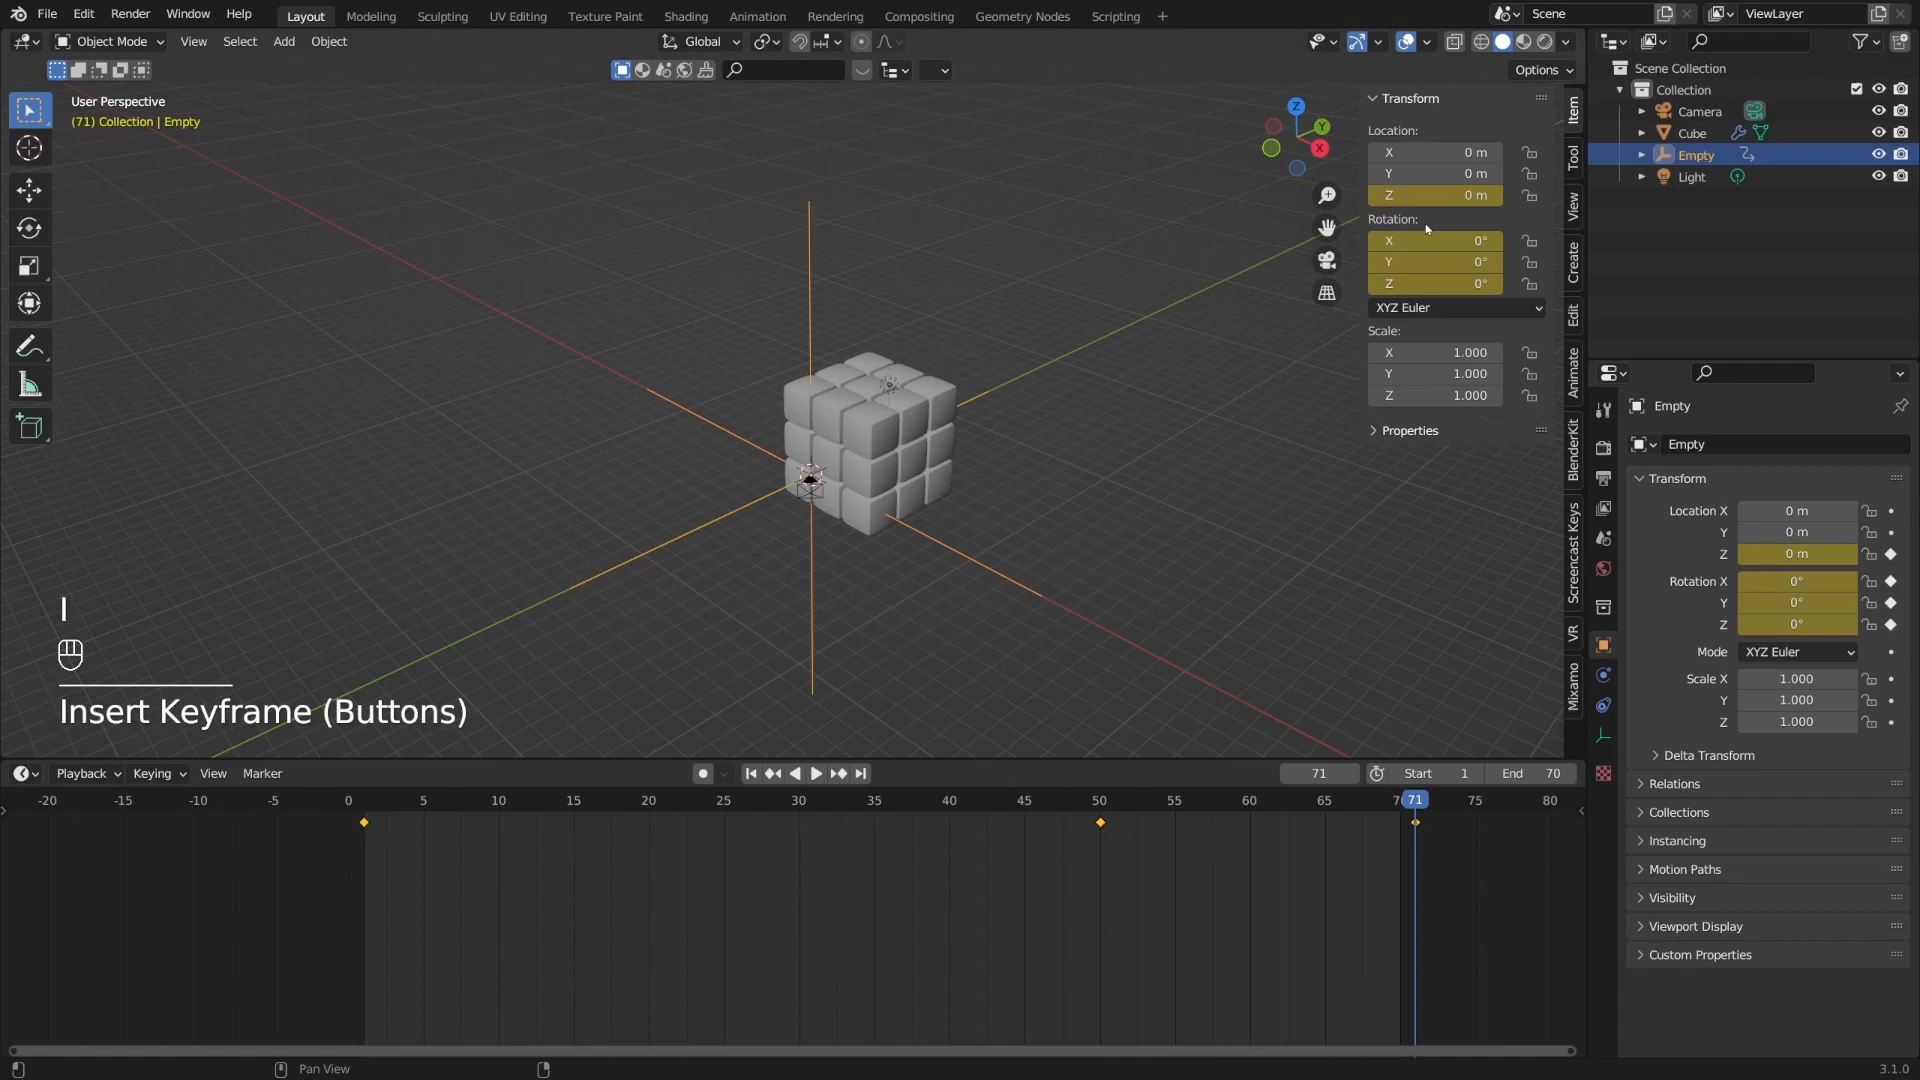 File Edit Render Window Help Layout Modeling Sculpting UV Editing Texture Paint Shading Animation Rendering Compositing Geometry Nodes Scripting + Scene ViewLayer
Object Mode View Select Add Object Global
Options
User Perspective
(71) Collection | Empty
Z
Y
X
Transform
Location:
X 0 m
Y 0 m
Z 0 m
Rotation:
X 0°
Y 0°
Z 0°
XYZ Euler
Scale:
X 1.000
Y 1.000
Z 1.000
Properties
Item
Tool
View
Create
Edit
Animate
BlenderKit
Screencast Keys
VR
Mixamo
Scene Collection
Collection
Camera
Cube
Empty
Light
Empty
Empty
Transform
Location X 0 m
Y 0 m
Z 0 m
Rotation X 0°
Y 0°
Z 0°
Mode XYZ Euler
Scale X 1.000
Y 1.000
Z 1.000
Delta Transform
Relations
Collections
Instancing
Motion Paths
Visibility
Viewport Display
Custom Properties
I
Insert Keyframe (Buttons)
Playback Keying View Marker 71 Start 1 End 70
-20 -15 -10 -5 0 5 10 15 20 25 30 35 40 45 50 55 60 65 71 75 80
Pan View 3.1.0